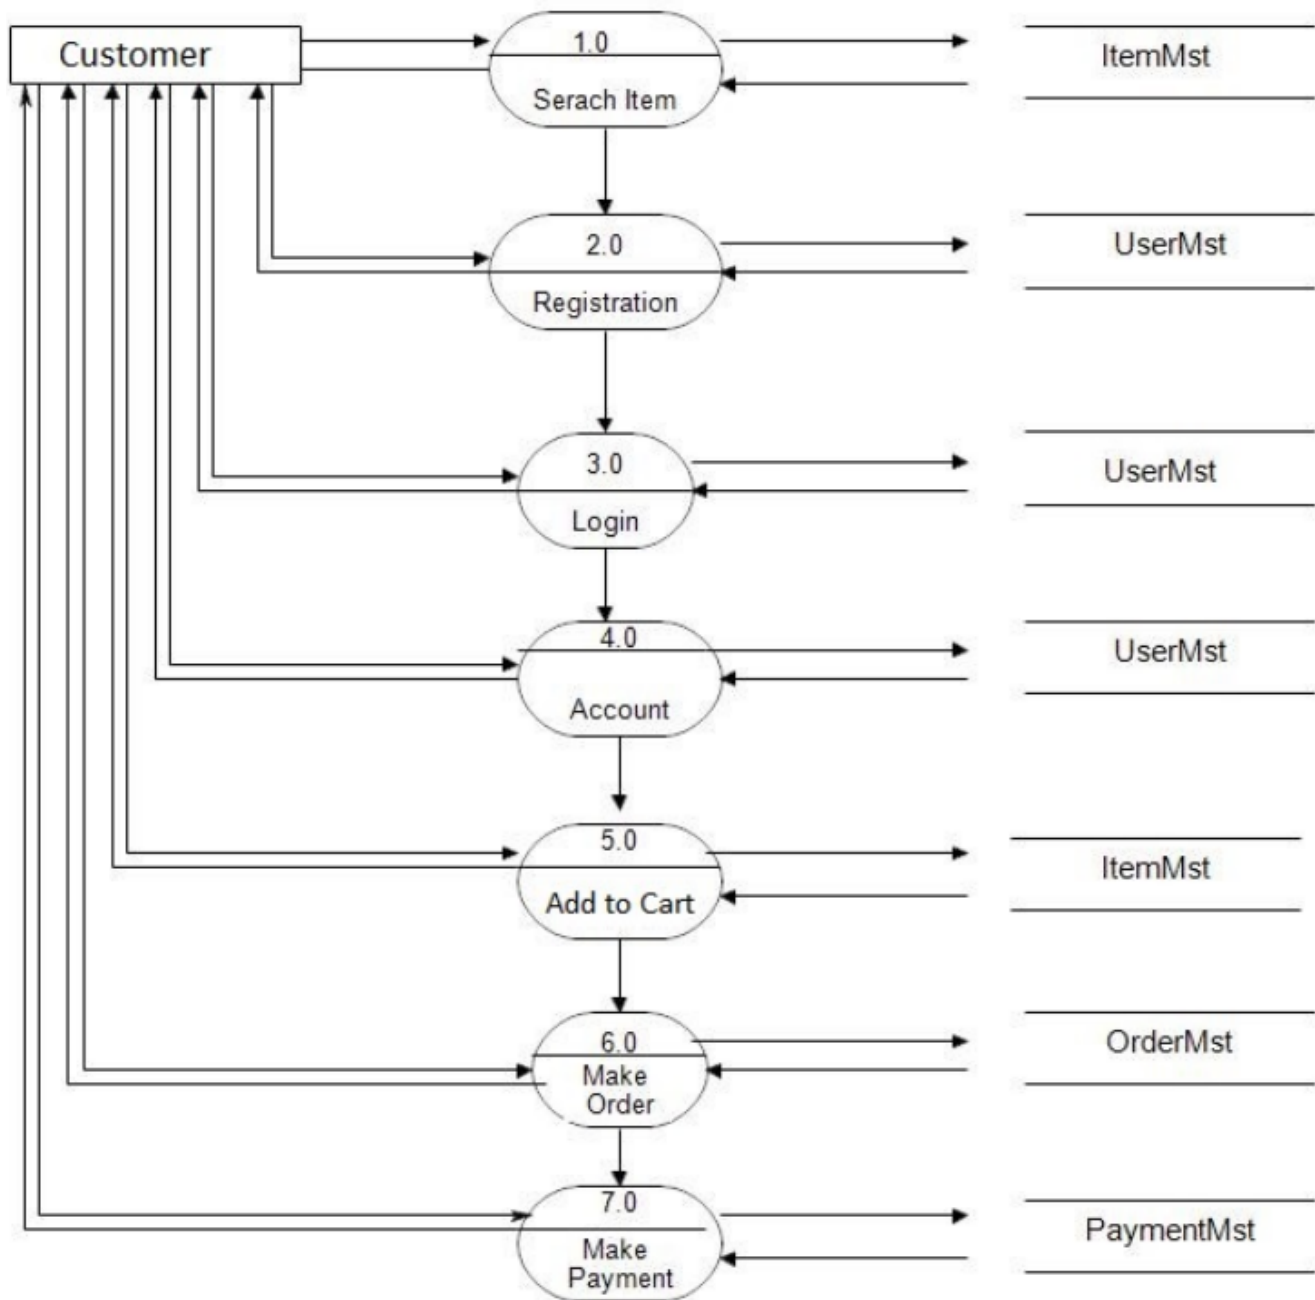 Customer
1.0
Serach Item
ItemMst
2.0
Registration
UserMst
3.0
Login
UserMst
4.0
Account
UserMst
5.0
Add to Cart
ItemMst
6.0
Make
Order
OrderMst
7.0
Make
Payment
PaymentMst